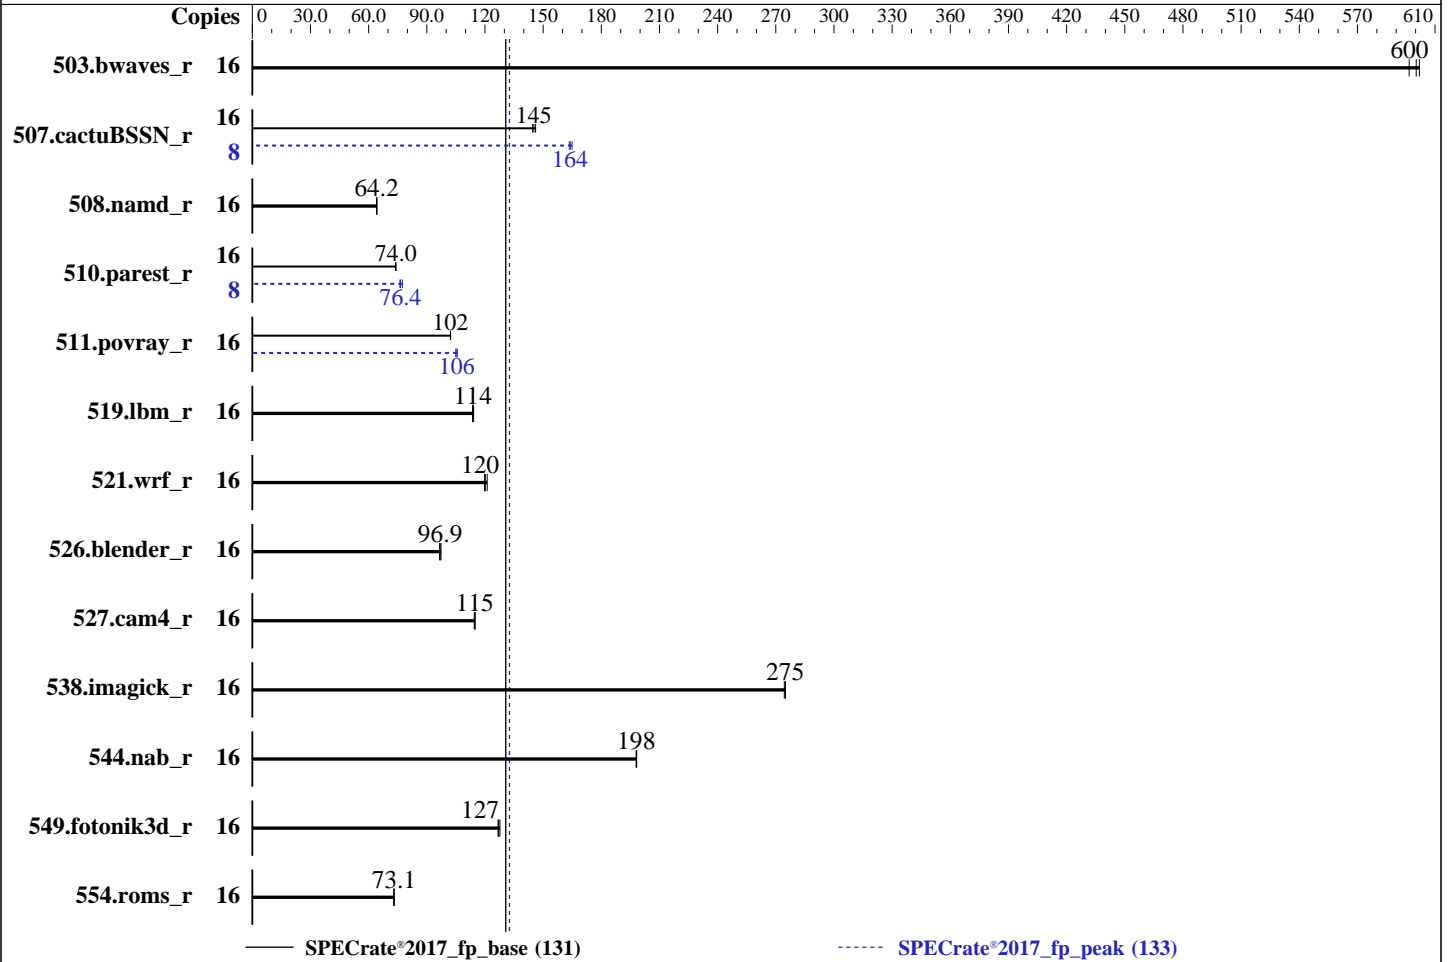 Copies 0 30.0 60.0 90.0 120 150 180 210 240 270 300 330 360 390 420 450 480 510 540 570 610
503.bwaves_r 16 600
507.cactuBSSN_r 16 145
8 164
508.namd_r 16 64.2
510.parest_r 16 74.0
8 76.4
511.povray_r 16 102
106
519.lbm_r 16 114
521.wrf_r 16 120
526.blender_r 16 96.9
527.cam4_r 16 115
538.imagick_r 16 275
544.nab_r 16 198
549.fotonik3d_r 16 127
554.roms_r 16 73.1
SPECrate®2017_fp_base (131) SPECrate®2017_fp_peak (133)